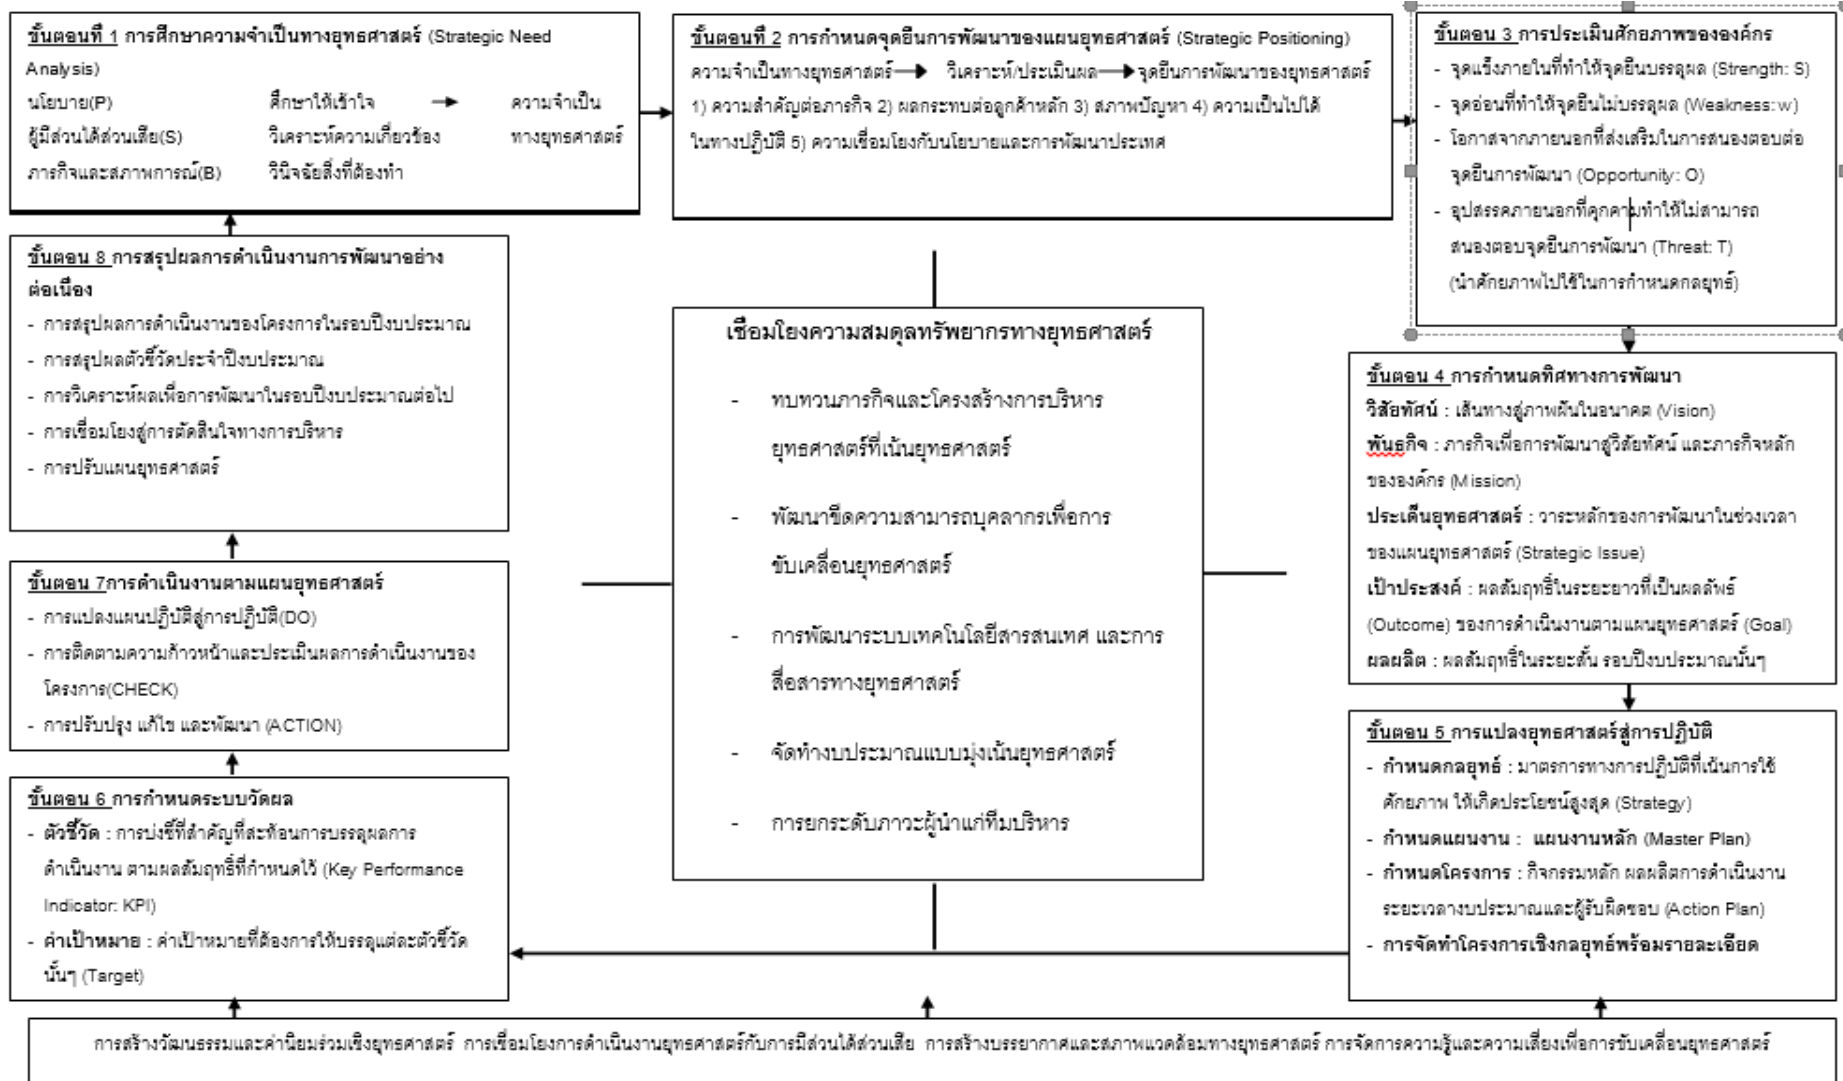 ขั้นตอนที่ 1 การศึกษาความจำเป็นทางยุทธศาสตร์ (Strategic Need
Analysis)
นโยบาย(P) ศึกษาให้เข้าใจ → ความจำเป็น
ผู้มีส่วนได้ส่วนเสีย(S) วิเคราะห์ความเกี่ยวข้อง ทางยุทธศาสตร์
ภารกิจและสภาพการณ์(B) วินิจฉัยสิ่งที่ต้องทำ
ขั้นตอนที่ 2 การกำหนดจุดยืนการพัฒนาของแผนยุทธศาสตร์ (Strategic Positioning)
ความจำเป็นทางยุทธศาสตร์→ วิเคราะห์/ประเมินผล→จุดยืนการพัฒนาของยุทธศาสตร์
1) ความสำคัญต่อภารกิจ 2) ผลกระทบต่อลูกค้าหลัก 3) สภาพปัญหา 4) ความเป็นไปได้
ในทางปฏิบัติ 5) ความเชื่อมโยงกับนโยบายและการพัฒนาประเทศ
ขั้นตอน 3 การประเมินศักยภาพขององค์กร
- จุดแข็งภายในที่ทำให้จุดยืนบรรลุผล (Strength: S)
- จุดอ่อนที่ทำให้จุดยืนไม่บรรลุผล (Weakness: w)
- โอกาสจากภายนอกที่ส่งเสริมในการสนองตอบต่อ
จุดยืนการพัฒนา (Opportunity: O)
- อุปสรรคภายนอกที่คุกคามทำให้ไม่สามารถ
สนองตอบจุดยืนการพัฒนา (Threat: T)
(นำศักยภาพไปใช้ในการกำหนดกลยุทธ์)
ขั้นตอน 4 การกำหนดทิศทางการพัฒนา
วิสัยทัศน์ : เส้นทางสู่ภาพฝันในอนาคต (Vision)
พันธกิจ : ภารกิจเพื่อการพัฒนาสู่วิสัยทัศน์ และภารกิจหลัก
ขององค์กร (Mission)
ประเด็นยุทธศาสตร์ : วาระหลักของการพัฒนาในช่วงเวลา
ของแผนยุทธศาสตร์ (Strategic Issue)
เป้าประสงค์ : ผลสัมฤทธิ์ในระยะยาวที่เป็นผลลัพธ์
(Outcome) ของการดำเนินงานตามแผนยุทธศาสตร์ (Goal)
ผลผลิต : ผลสัมฤทธิ์ในระยะสั้น รอบปีงบประมาณนั้นๆ
ขั้นตอน 5 การแปลงยุทธศาสตร์สู่การปฏิบัติ
- กำหนดกลยุทธ์ : มาตรการทางการปฏิบัติที่เน้นการใช้
ศักยภาพ ให้เกิดประโยชน์สูงสุด (Strategy)
- กำหนดแผนงาน : แผนงานหลัก (Master Plan)
- กำหนดโครงการ : กิจกรรมหลัก ผลผลิตการดำเนินงาน
ระยะเวลางบประมาณและผู้รับผิดชอบ (Action Plan)
- การจัดทำโครงการเชิงกลยุทธ์พร้อมรายละเอียด
ขั้นตอน 6 การกำหนดระบบวัดผล
- ตัวชี้วัด : การบ่งชี้ที่สำคัญที่สะท้อนการบรรลุผลการ
ดำเนินงาน ตามผลสัมฤทธิ์ที่กำหนดไว้ (Key Performance
Indicator: KPI)
- ค่าเป้าหมาย : ค่าเป้าหมายที่ต้องการให้บรรลุแต่ละตัวชี้วัด
นั้นๆ (Target)
ขั้นตอน 7การดำเนินงานตามแผนยุทธศาสตร์
- การแปลงแผนปฏิบัติสู่การปฏิบัติ(DO)
- การติดตามความก้าวหน้าและประเมินผลการดำเนินงานของ
โครงการ(CHECK)
- การปรับปรุง แก้ไข และพัฒนา (ACTION)
ขั้นตอน 8 การสรุปผลการดำเนินงานการพัฒนาอย่าง
ต่อเนื่อง
- การสรุปผลการดำเนินงานของโครงการในรอบปีงบประมาณ
- การสรุปผลตัวชี้วัดประจำปีงบประมาณ
- การวิเคราะห์ผลเพื่อการพัฒนาในรอบปีงบประมาณต่อไป
- การเชื่อมโยงสู่การตัดสินใจทางการบริหาร
- การปรับแผนยุทธศาสตร์
เชื่อมโยงความสมดุลทรัพยากรทางยุทธศาสตร์
- ทบทวนภารกิจและโครงสร้างการบริหาร
ยุทธศาสตร์ที่เน้นยุทธศาสตร์
- พัฒนาขีดความสามารถบุคลากรเพื่อการ
ขับเคลื่อนยุทธศาสตร์
- การพัฒนาระบบเทคโนโลยีสารสนเทศ และการ
สื่อสารทางยุทธศาสตร์
- จัดทำงบประมาณแบบมุ่งเน้นยุทธศาสตร์
- การยกระดับภาวะผู้นำแก่ทีมบริหาร
การสร้างวัฒนธรรมและค่านิยมร่วมเชิงยุทธศาสตร์ การเชื่อมโยงการดำเนินงานยุทธศาสตร์กับการมีส่วนได้ส่วนเสีย การสร้างบรรยากาศและสภาพแวดล้อมทางยุทธศาสตร์ การจัดการความรู้และความเสี่ยงเพื่อการขับเคลื่อนยุทธศาสตร์